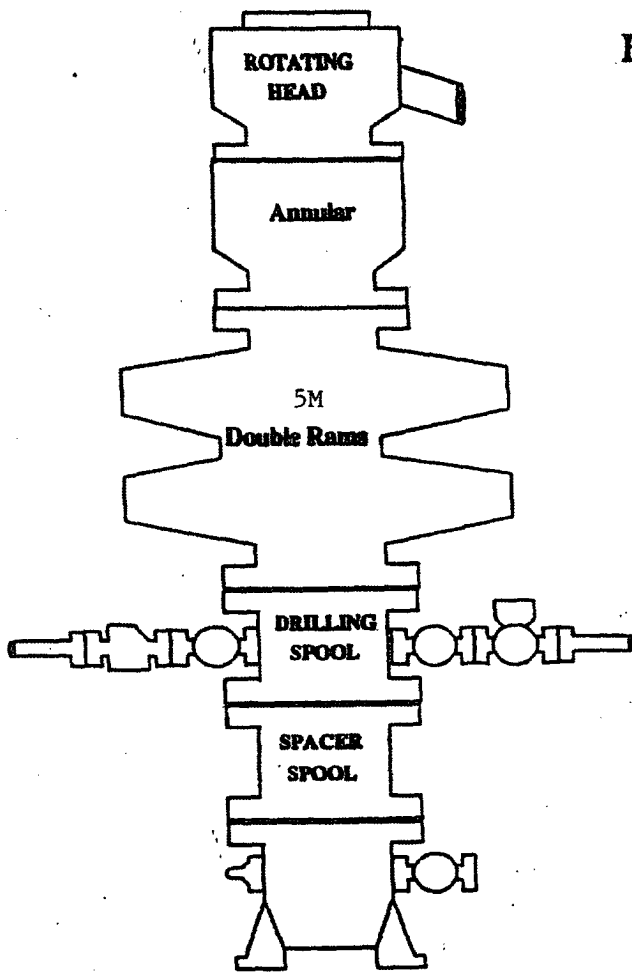 ROTATING
HEAD
Annular
5M
Double Rams
DRILLING
SPOOL
SPACER
SPOOL